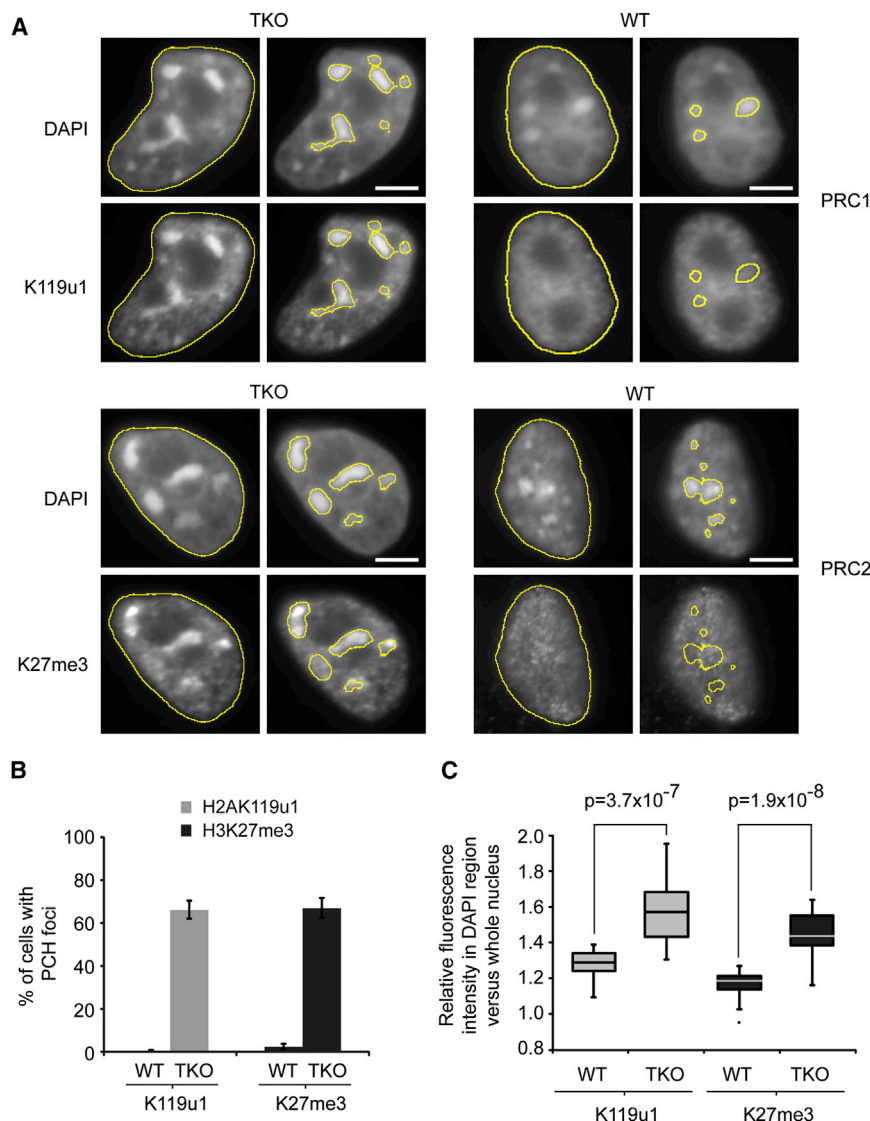 A
TKO
WT
DAPI
PRC1
K119u1
TKO
WT
DAPI
PRC2
K27me3
B
H2AK119u1
H3K27me3
% of cells with
PCH foci
100
80
60
40
20
0
WT TKO WT TKO
K119u1 K27me3
C
p=3.7x10-7 p=1.9x10-8
Relative fluorescence
intensity in DAPI region
versus whole nucleus
2.0
1.8
1.6
1.4
1.2
1.0
0.8
WT TKO WT TKO
K119u1 K27me3